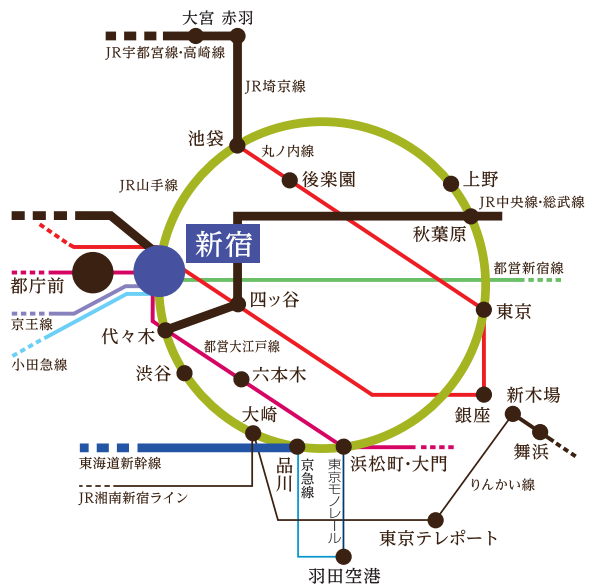 大宮 赤羽
JR宇都宮線・高崎線
JR埼京線
池袋
丸ノ内線
後楽園
上野
JR山手線
JR中央線・総武線
秋葉原
新宿
都営新宿線
都庁前
四ッ谷
東京
京王線
代々木
都営大江戸線
小田急線
渋谷
六本木
銀座
新木場
大崎
舞浜
東海道新幹線
品川
京急線
東京モノレール
浜松町・大門
JR湘南新宿ライン
りんかい線
東京テレポート
羽田空港